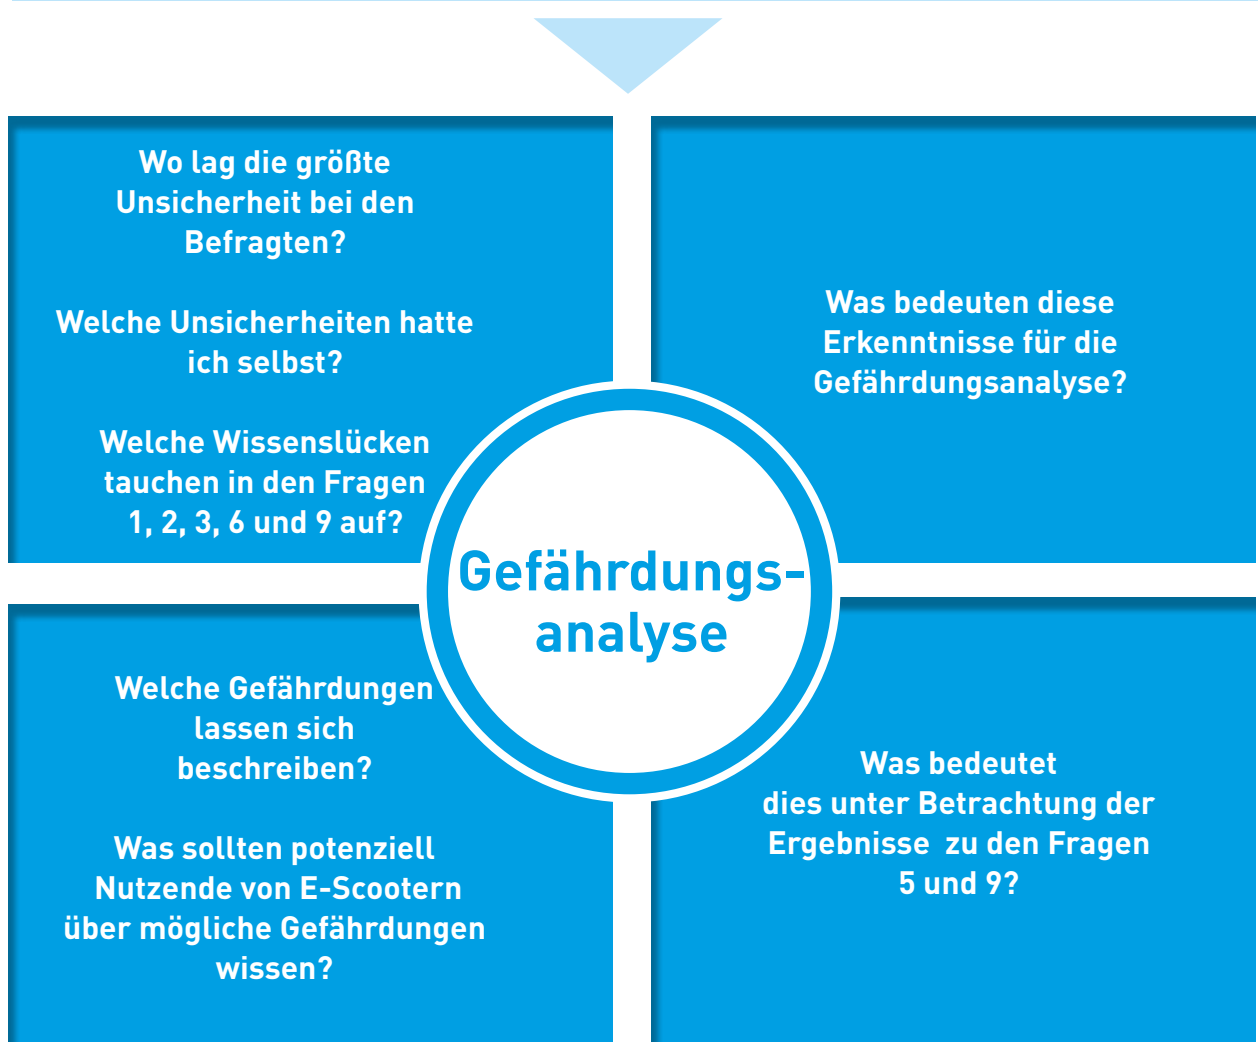 Wo lag die größte
Unsicherheit bei den
Befragten?
Welche Unsicherheiten hatte
ich selbst?
Welche Wissenslücken
tauchen in den Fragen
1, 2, 3, 6 und 9 auf?
Was bedeuten diese
Erkenntnisse für die
Gefährdungsanalyse?
Gefährdungs-
analyse
Welche Gefährdungen
lassen sich
beschreiben?
Was sollten potenziell
Nutzende von E-Scootern
über mögliche Gefährdungen
wissen?
Was bedeutet
dies unter Betrachtung der
Ergebnisse zu den Fragen
5 und 9?